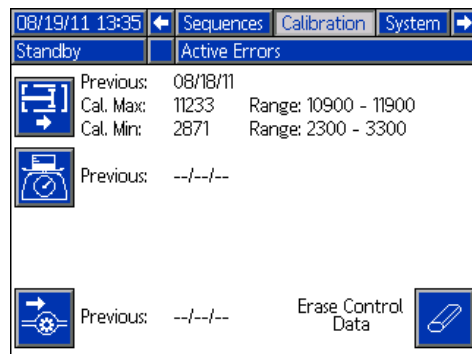 08/19/11 13:35 Sequences Calibration System
Standby Active Errors
Previous: 08/18/11
Cal. Max: 11233 Range: 10900 - 11900
Cal. Min: 2871 Range: 2300 - 3300
Previous: --/--/--
Previous: --/--/-- Erase Control
Data